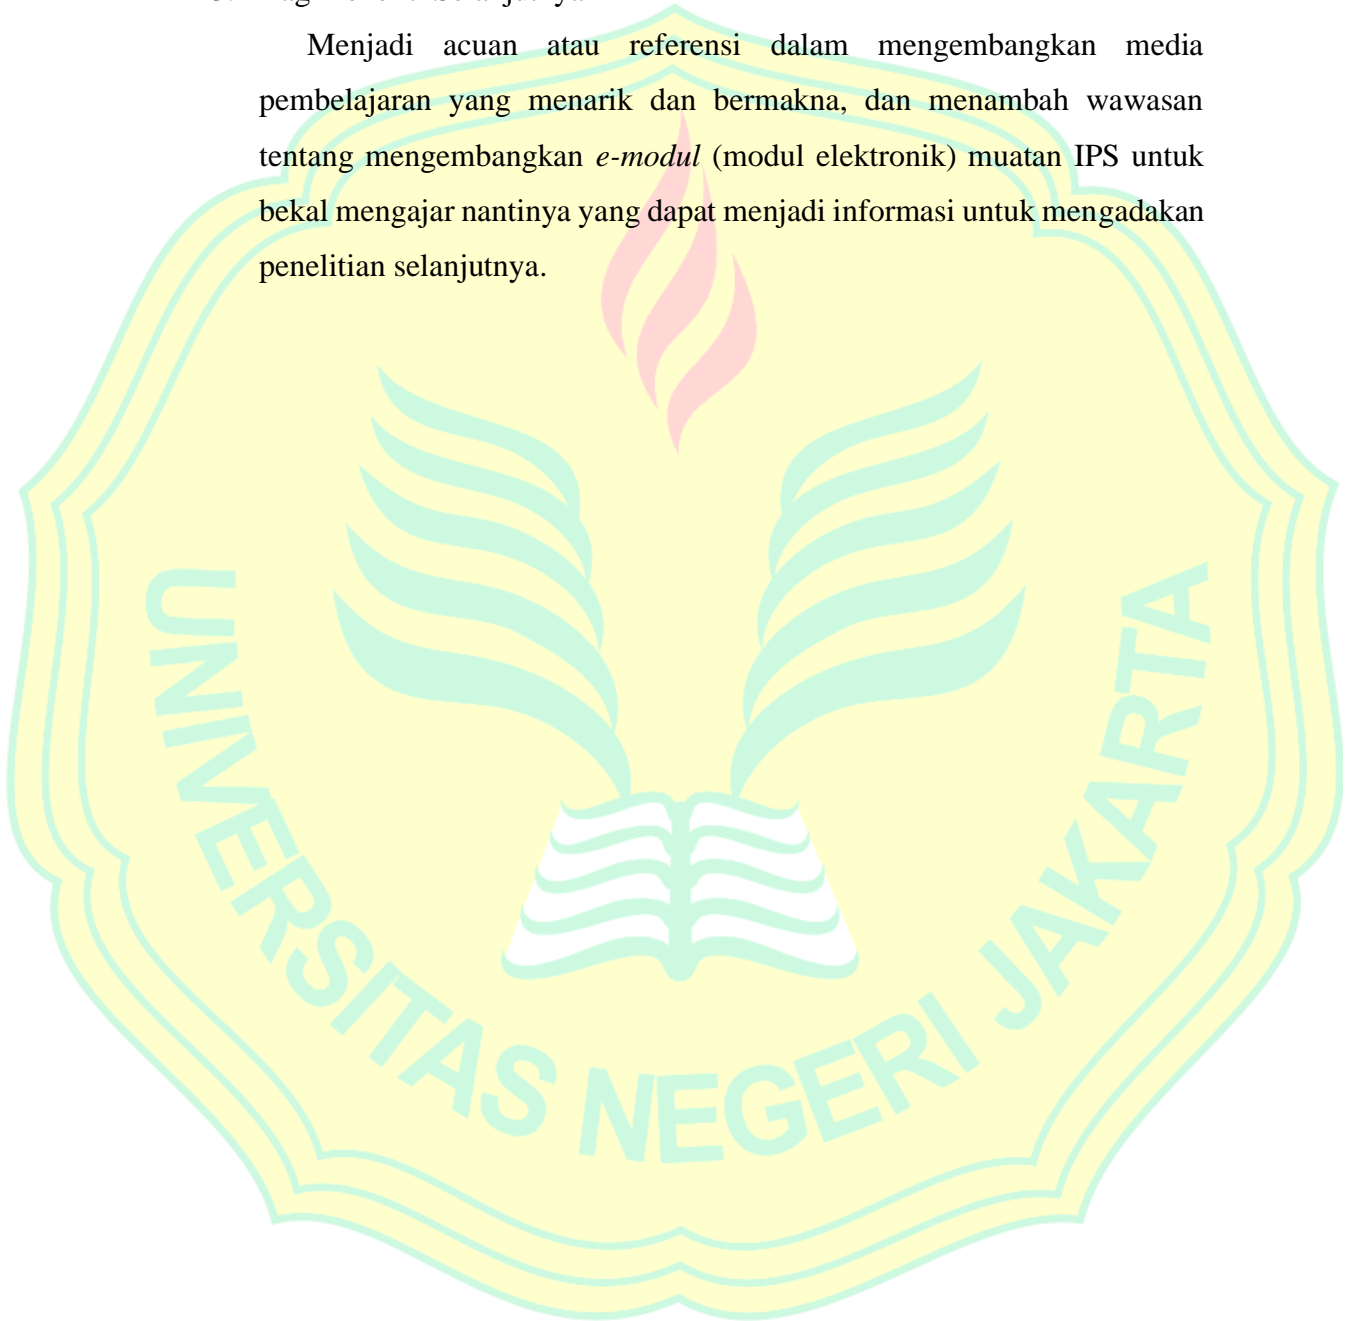 Menjadi acuan atau referensi dalam mengembangkan media
pembelajaran yang menarik dan bermakna, dan menambah wawasan
tentang mengembangkan e-modul (modul elektronik) muatan IPS untuk
bekal mengajar nantinya yang dapat menjadi informasi untuk mengadakan
penelitian selanjutnya.
UNIVERSITAS NEGERI JAKARTA